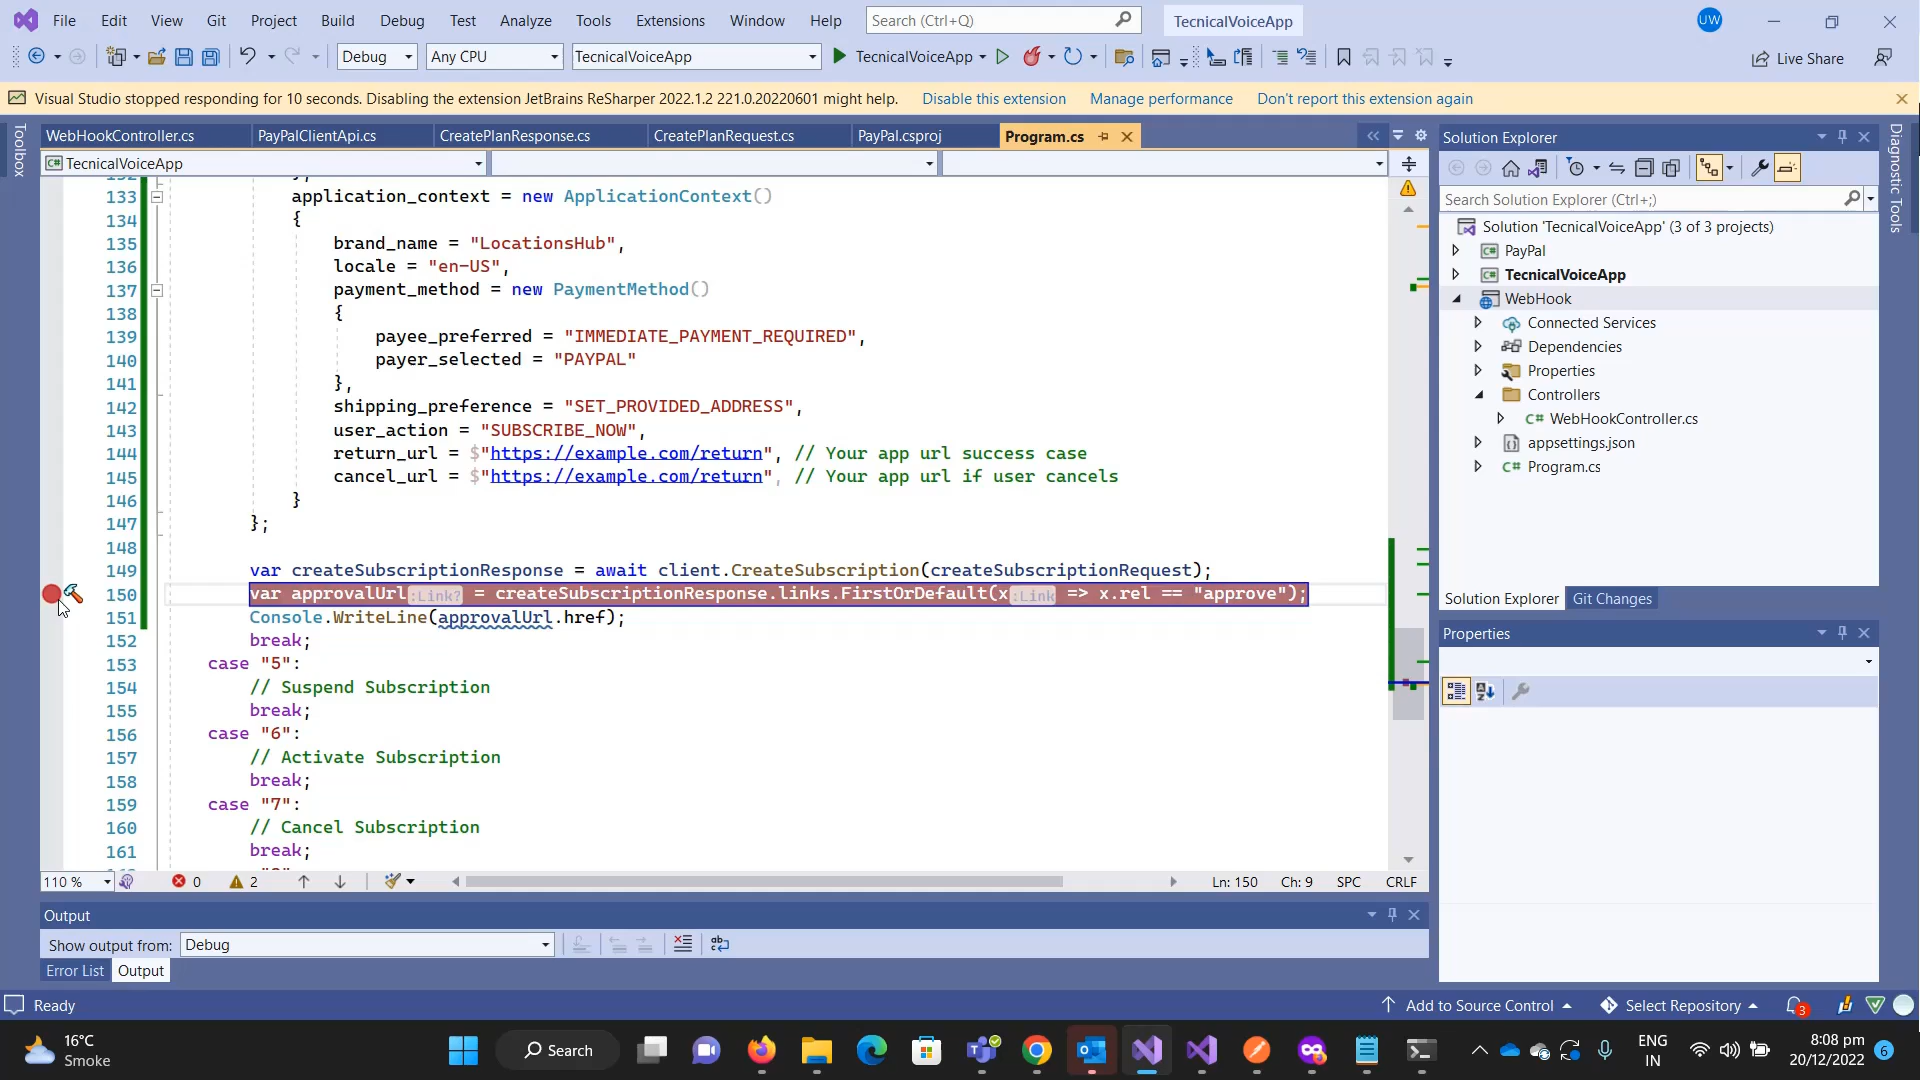 File Edit View Git Project Build Debug Test Analyze Tools Extensions Window Help Search (Ctrl+Q) TecnicalVoiceApp UW
Debug Any CPU TecnicalVoiceApp TecnicalVoiceApp Live Share
Visual Studio stopped responding for 10 seconds. Disabling the extension JetBrains ReSharper 2022.1.2 221.0.20220601 might help. Disable this extension Manage performance Don't report this extension again
Toolbox
WebHookController.cs PayPalClientApi.cs CreatePlanResponse.cs CreatePlanRequest.cs PayPal.csproj Program.cs
TecnicalVoiceApp
133 application_context = new ApplicationContext()
134 {
135 brand_name = "LocationsHub",
136 locale = "en-US",
137 payment_method = new PaymentMethod()
138 {
139 payee_preferred = "IMMEDIATE_PAYMENT_REQUIRED",
140 payer_selected = "PAYPAL"
141 },
142 shipping_preference = "SET_PROVIDED_ADDRESS",
143 user_action = "SUBSCRIBE_NOW",
144 return_url = $"https://example.com/return", // Your app url success case
145 cancel_url = $"https://example.com/return", // Your app url if user cancels
146 }
147 };
148
149 var createSubscriptionResponse = await client.CreateSubscription(createSubscriptionRequest);
150 var approvalUrl:Link? = createSubscriptionResponse.links.FirstOrDefault(x:Link => x.rel == "approve");
151 Console.WriteLine(approvalUrl.href);
152 break;
153 case "5":
154 // Suspend Subscription
155 break;
156 case "6":
157 // Activate Subscription
158 break;
159 case "7":
160 // Cancel Subscription
161 break;
110 % 0 2 Ln: 150 Ch: 9 SPC CRLF
Output
Show output from: Debug
Error List Output
Solution Explorer
Search Solution Explorer (Ctrl+;)
Solution 'TecnicalVoiceApp' (3 of 3 projects)
PayPal
TecnicalVoiceApp
WebHook
Connected Services
Dependencies
Properties
Controllers
C# WebHookController.cs
appsettings.json
C# Program.cs
Solution Explorer Git Changes
Properties
Diagnostic Tools
Ready Add to Source Control Select Repository 3
16°C
Smoke
Search
ENG
IN
8:08 pm
20/12/2022
6